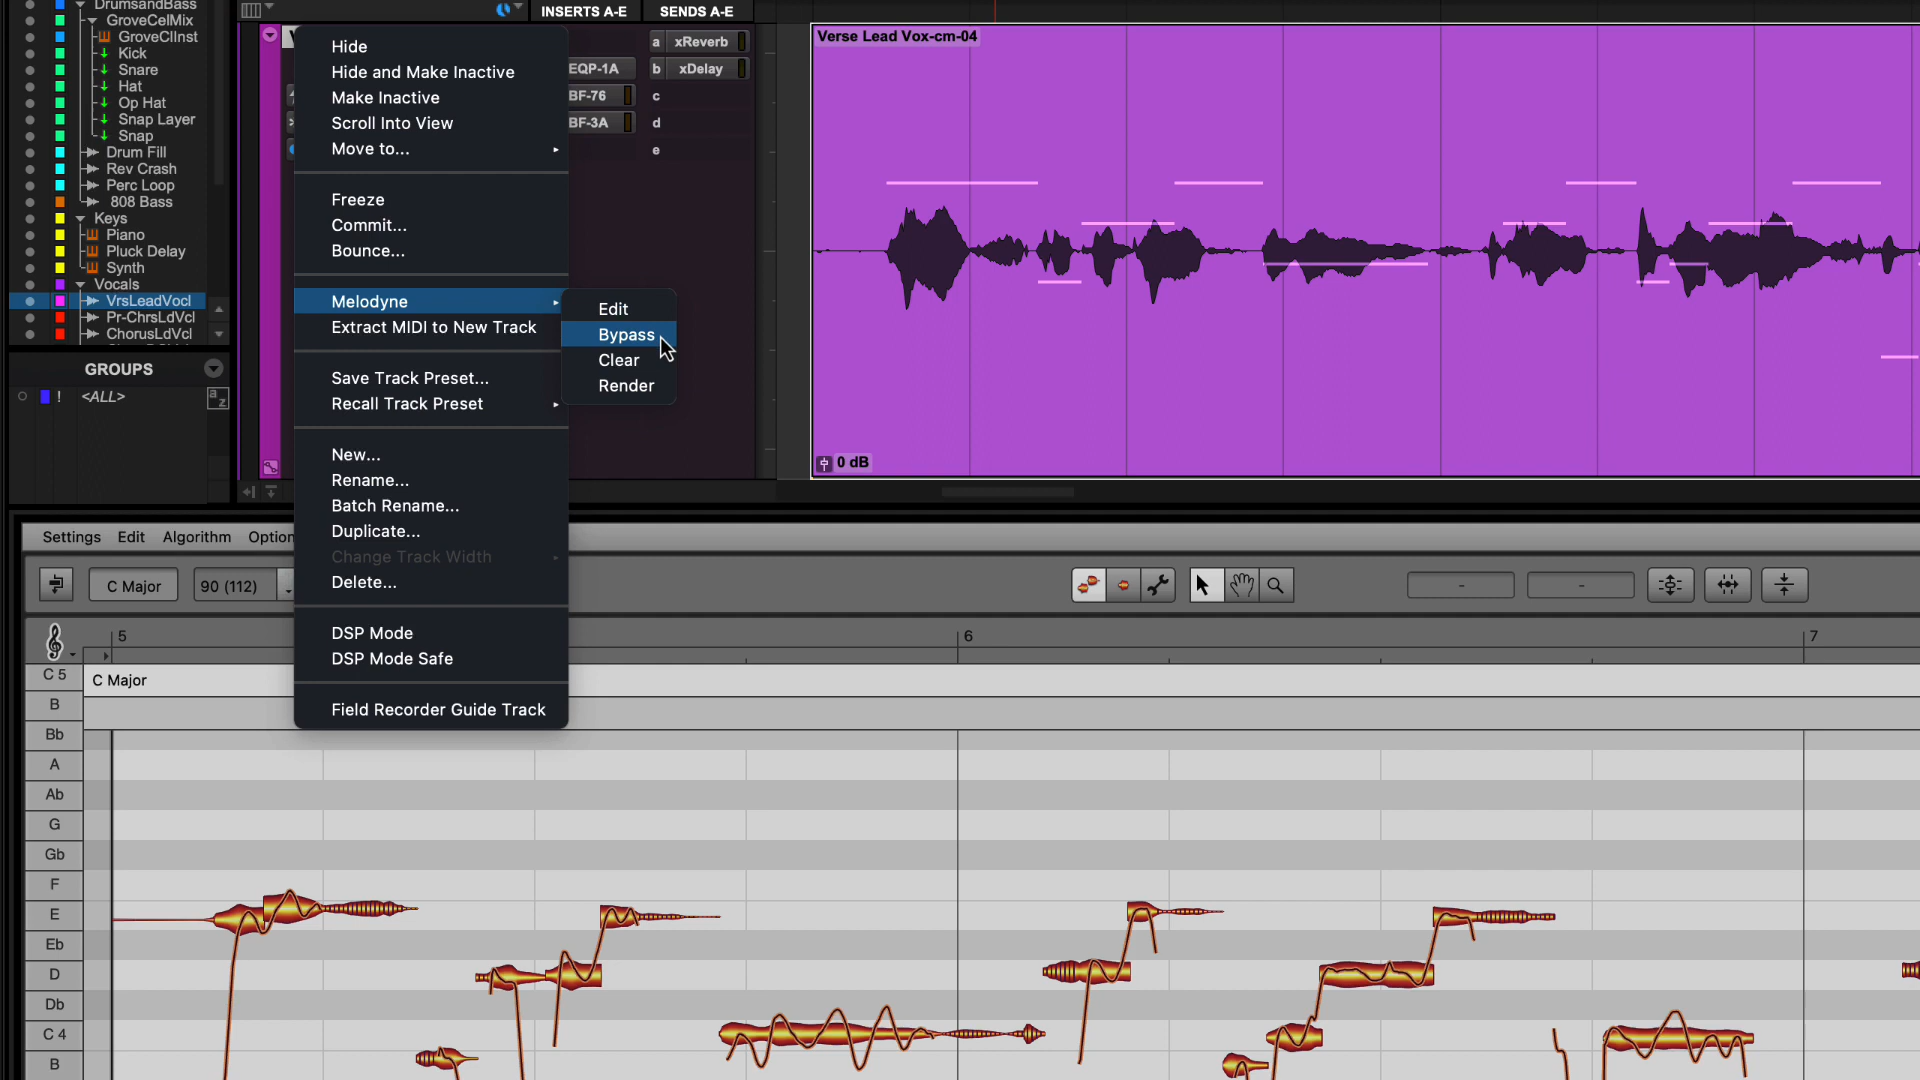 DrumsandBass
GroveCelMix
GroveClInst
Kick
Snare
Hat
Op Hat
Snap Layer
Snap
Drum Fill
Rev Crash
Perc Loop
808 Bass
Keys
Piano
Pluck Delay
Synth
Vocals
VrsLeadVocl
Pr-ChrsLdVcl
ChorusLdVcl
GROUPS
! <ALL>
a z
INSERTS A-E
SENDS A-E
EQP-1A
BF-76
BF-3A
a xReverb
b xDelay
c
d
e
Hide
Hide and Make Inactive
Make Inactive
Scroll Into View
Move to...
Freeze
Commit...
Bounce...
Melodyne
Extract MIDI to New Track
Save Track Preset...
Recall Track Preset
New...
Rename...
Batch Rename...
Duplicate...
Change Track Width
Delete...
DSP Mode
DSP Mode Safe
Field Recorder Guide Track
Edit
Bypass
Clear
Render
Verse Lead Vox-cm-04
0 dB
Settings Edit Algorithm Option
C Major 90 (112) - -
5 6 7
C Major
C 5
B
Bb
A
Ab
G
Gb
F
E
Eb
D
Db
C 4
B